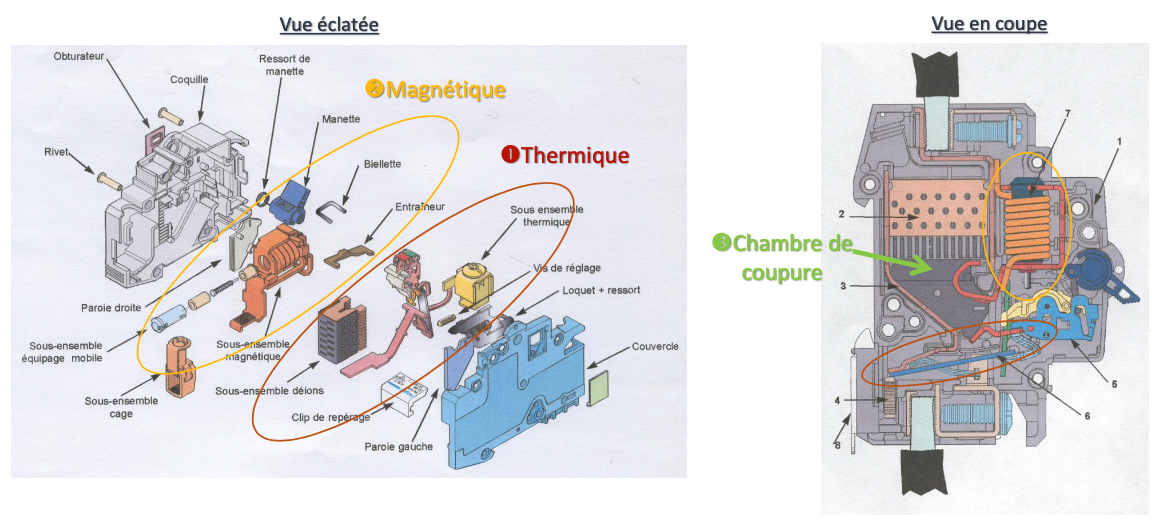 Vue éclatée
Vue en coupe
Obturateur
Ressort de
manette
Coquille
❷Magnétique
Manette
Rivet
Biellette
❶Thermique
Entraîneur
Sous ensemble
thermique
Vis de réglage
Loquet + ressort
Paroie droite
Sous-ensemble
équipage mobile
Sous-ensemble
magnétique
Couvercle
Sous-ensemble déions
Sous-ensemble
cage
Clip de repérage
Paroie gauche
7
1
2
❸Chambre de
coupure
3
4
5
6
8